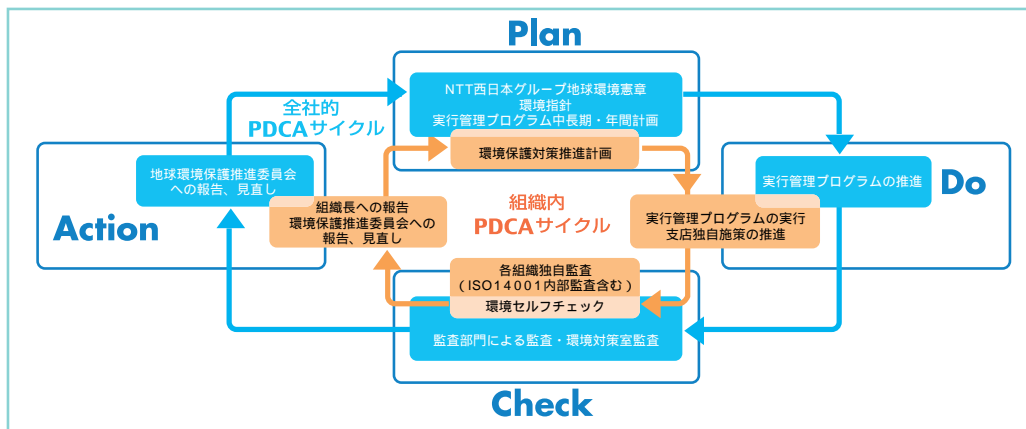 Plan
NTT西日本グループ地球環境憲章
環境指針
実行管理プログラム中長期・年間計画
環境保護対策推進計画
全社的
PDCAサイクル
地球環境保護推進委員会
への報告、見直し
Action
組織長への報告
環境保護推進委員会への
報告、見直し
組織内
PDCAサイクル
実行管理プログラムの推進
Do
実行管理プログラムの実行
支店独自施策の推進
各組織独自監査
(ISO14001内部監査含む)
環境セルフチェック
監査部門による監査・環境対策室監査
Check